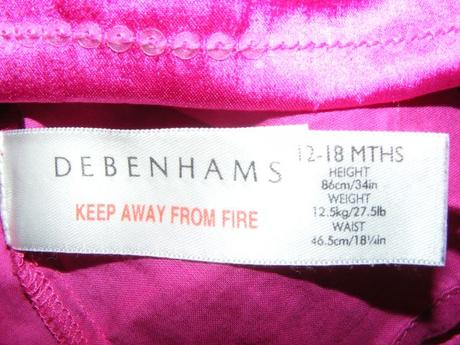 DEBENHAMS
KEEP AWAY FROM FIRE
12-18 MTHS
HEIGHT
86cm/34in
WEIGHT
12.5kg/27.5lb
WAIST
46.5cm/18¼in